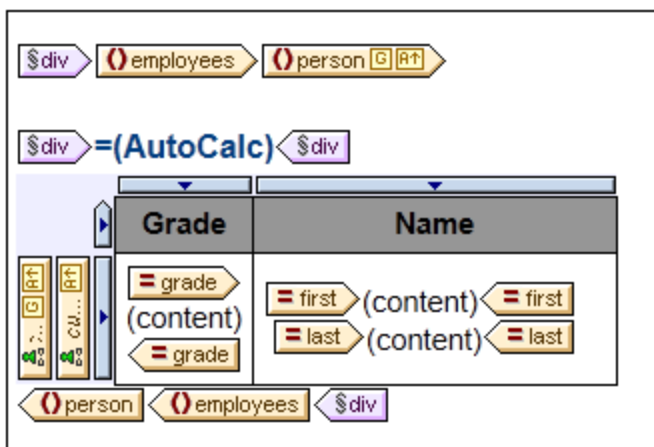 §div ()employees ()person G A↑
§div =(AutoCalc) §div
Grade Name
= grade
(content)
= grade
= first (content) = first
= last (content) = last
G A↑
cu... A↑
()person ()employees §div